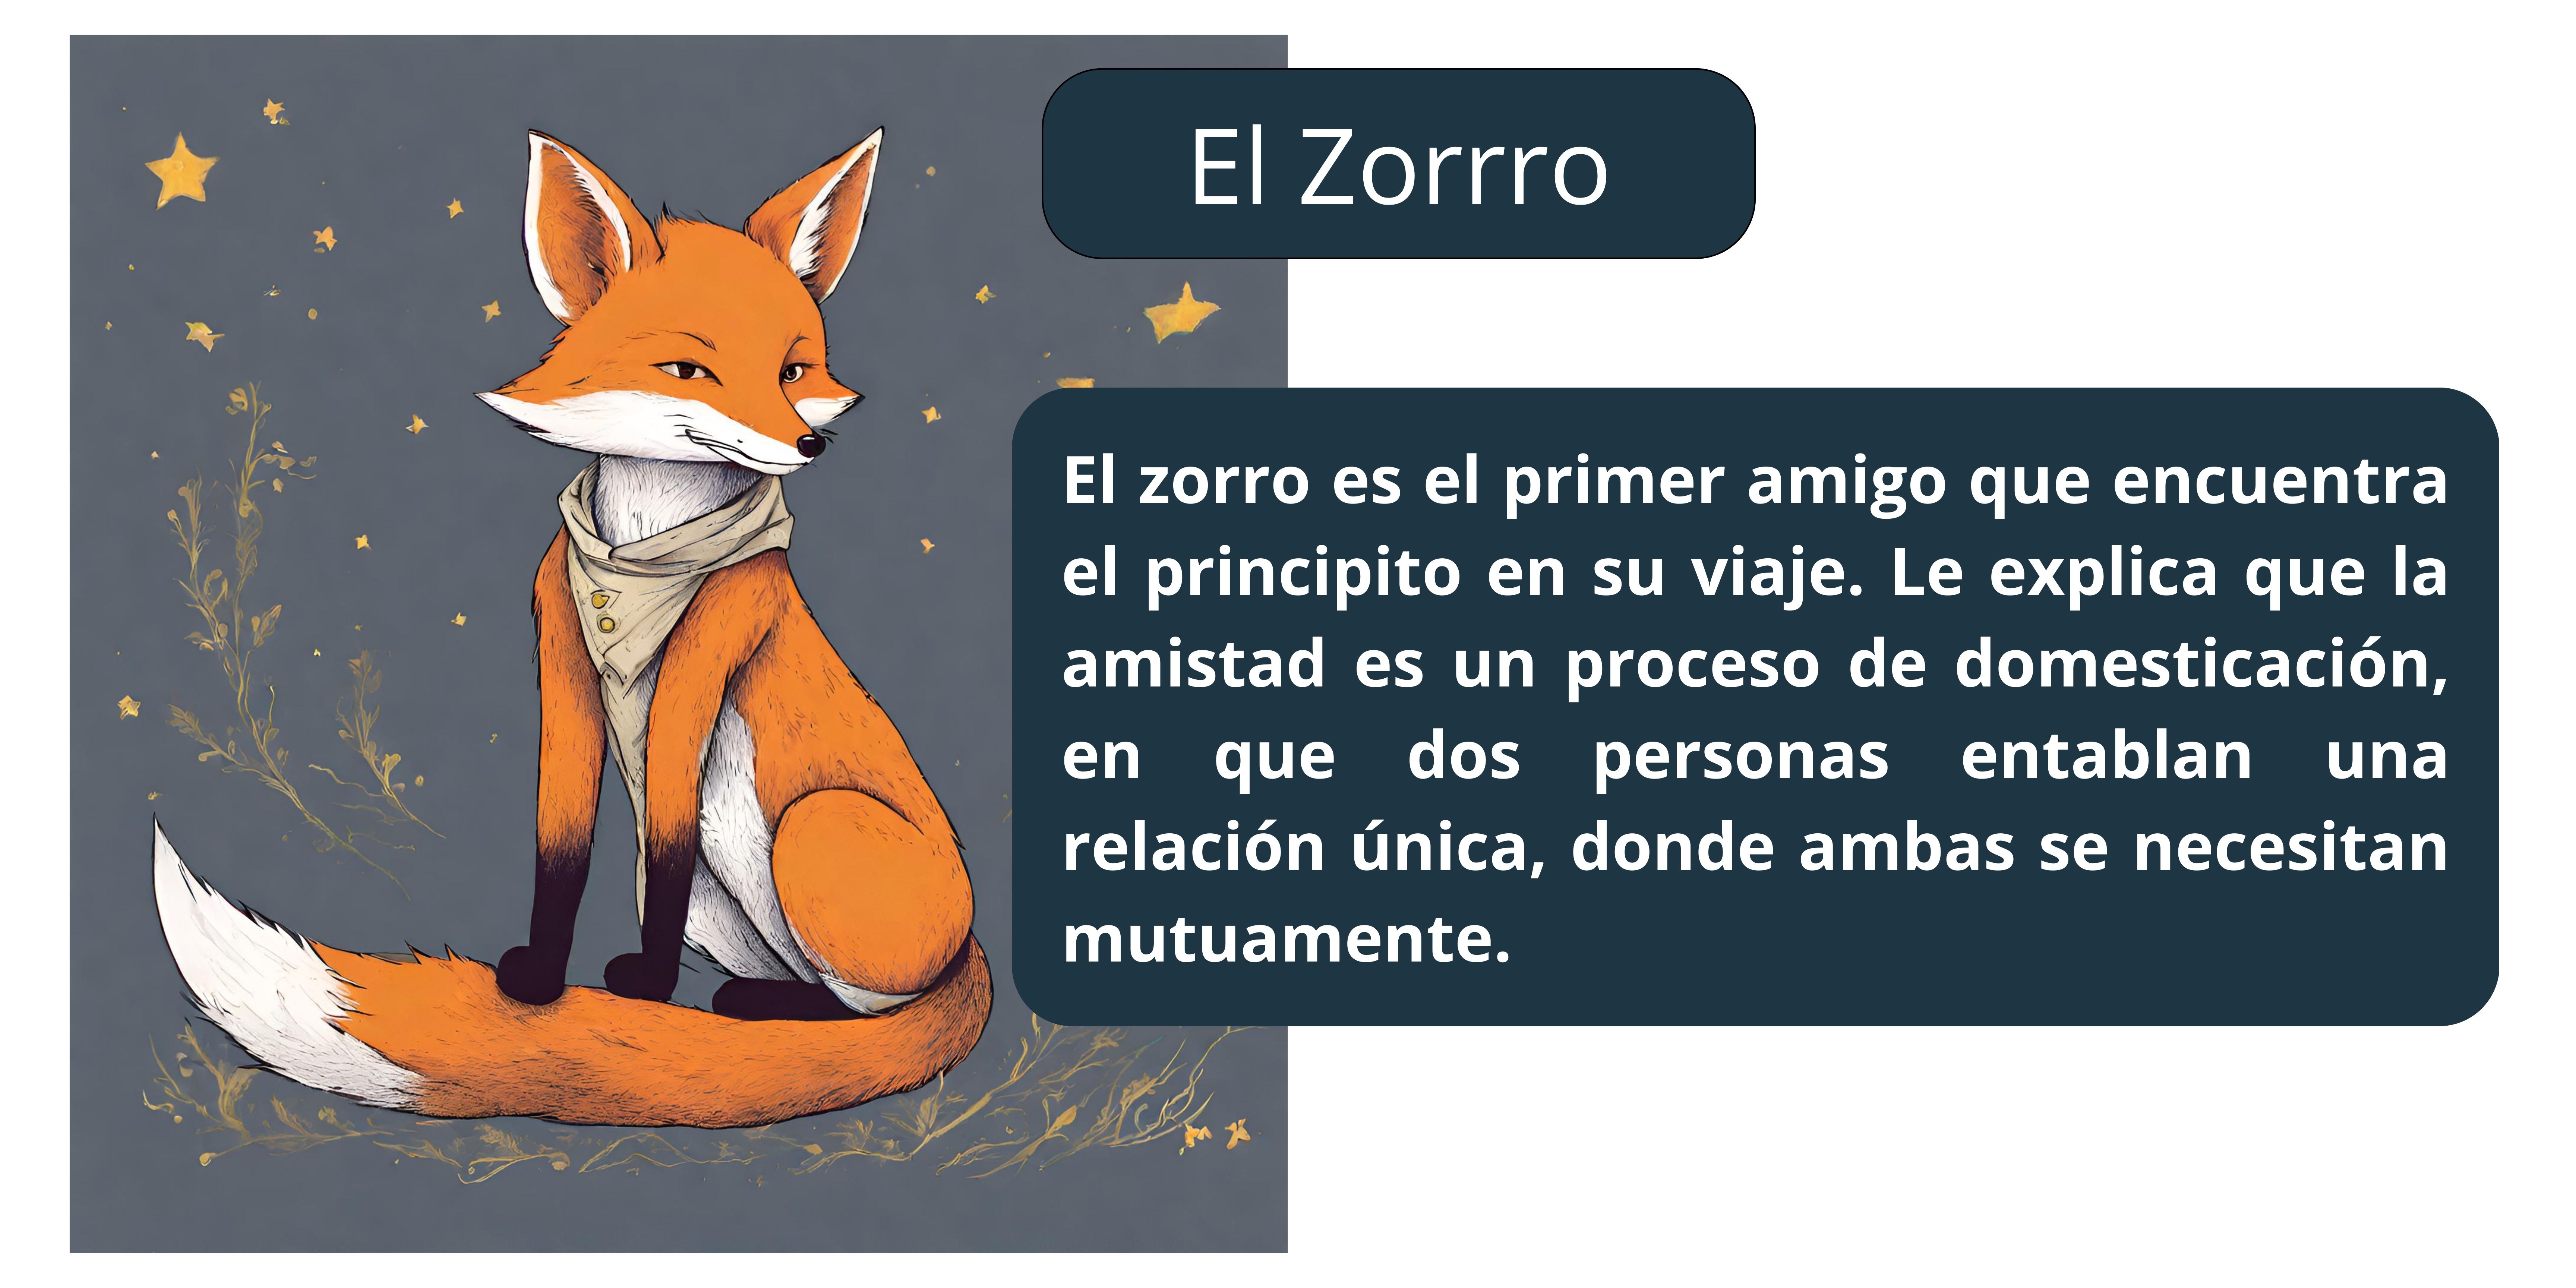 El Zorrro
El zorro es el primer amigo que encuentra
el principito en su viaje. Le explica que la
amistad es un proceso de domesticación,
en que dos personas entablan una
relación única, donde ambas se necesitan
mutuamente.